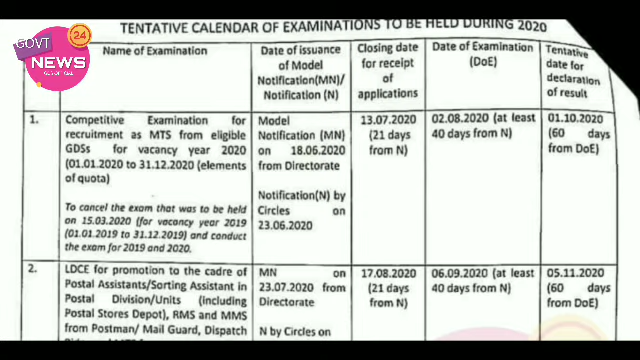 TENTATIVE CALENDAR OF EXAMINATIONS TO BE HELD DURING 2020
GOVT
24
NEWS
Name of Examination
Date of issuance
of Model
Notification(MN)/
Notification (N)
Closing date
for receipt
of
applications
Date of Examination
(DoE)
Tentative
date for
declaration
of result
1.
Competitive Examination for
recruitment as MTS from eligible
GDSs for vacancy year 2020
(01.01.2020 to 31.12.2020 (elements
of quota)
To cancel the exam that was to be held
on 15.03.2020 (for vacancy year 2019
(01.01.2019 to 31.12.2019) and conduct
the exam for 2019 and 2020.
Model
Notification (MN)
on 18.06.2020
from Directorate
Notification(N) by
Circles on
23.06.2020
13.07.2020
(21 days
from N)
02.08.2020 (at least
40 days from N)
01.10.2020
(60 days
from DoE)
2.
LDCE for promotion to the cadre of
Postal Assistants/Sorting Assistant in
Postal Division/Units (including
Postal Stores Depot), RMS and MMS
from Postman/ Mail Guard, Dispatch
MN on
23.07.2020 from
Directorate
N by Circles on
17.08.2020
(21 days
from N)
06.09.2020 (at least
40 days from N)
05.11.2020
(60 days
from DoE)